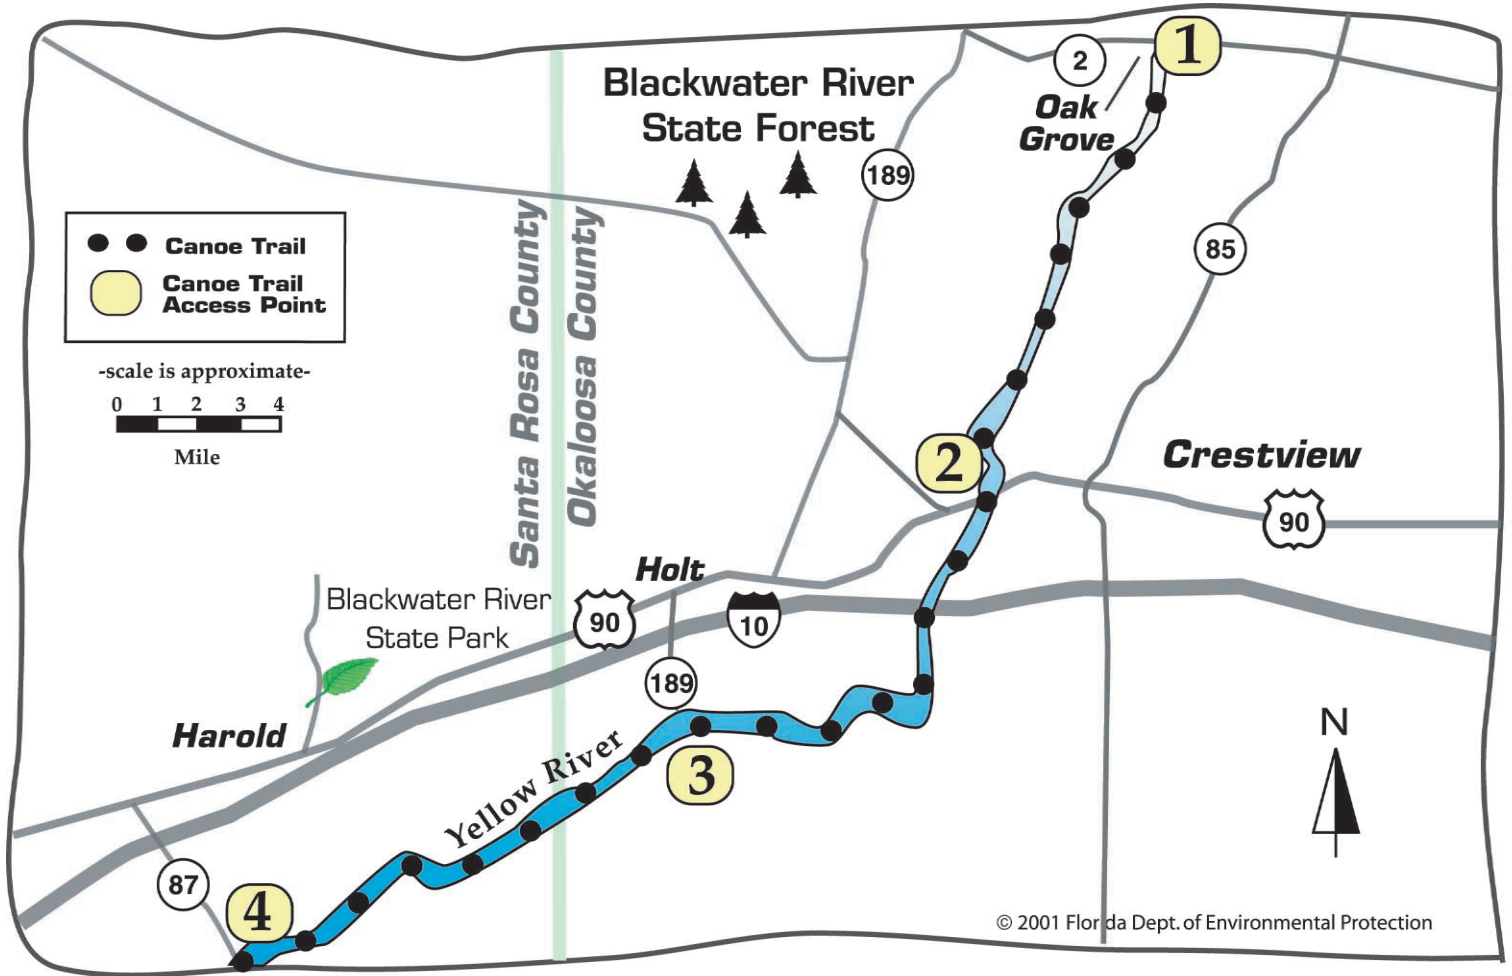 1
2
Blackwater River
State Forest
Oak
Grove
189
85
Canoe Trail
Canoe Trail
Access Point
Santa Rosa County
Okaloosa County
-scale is approximate-
0 1 2 3 4
Mile
2
Crestview
90
Holt
Blackwater River
State Park
90
10
189
Harold
N
Yellow River
3
87
4
© 2001 Florida Dept. of Environmental Protection